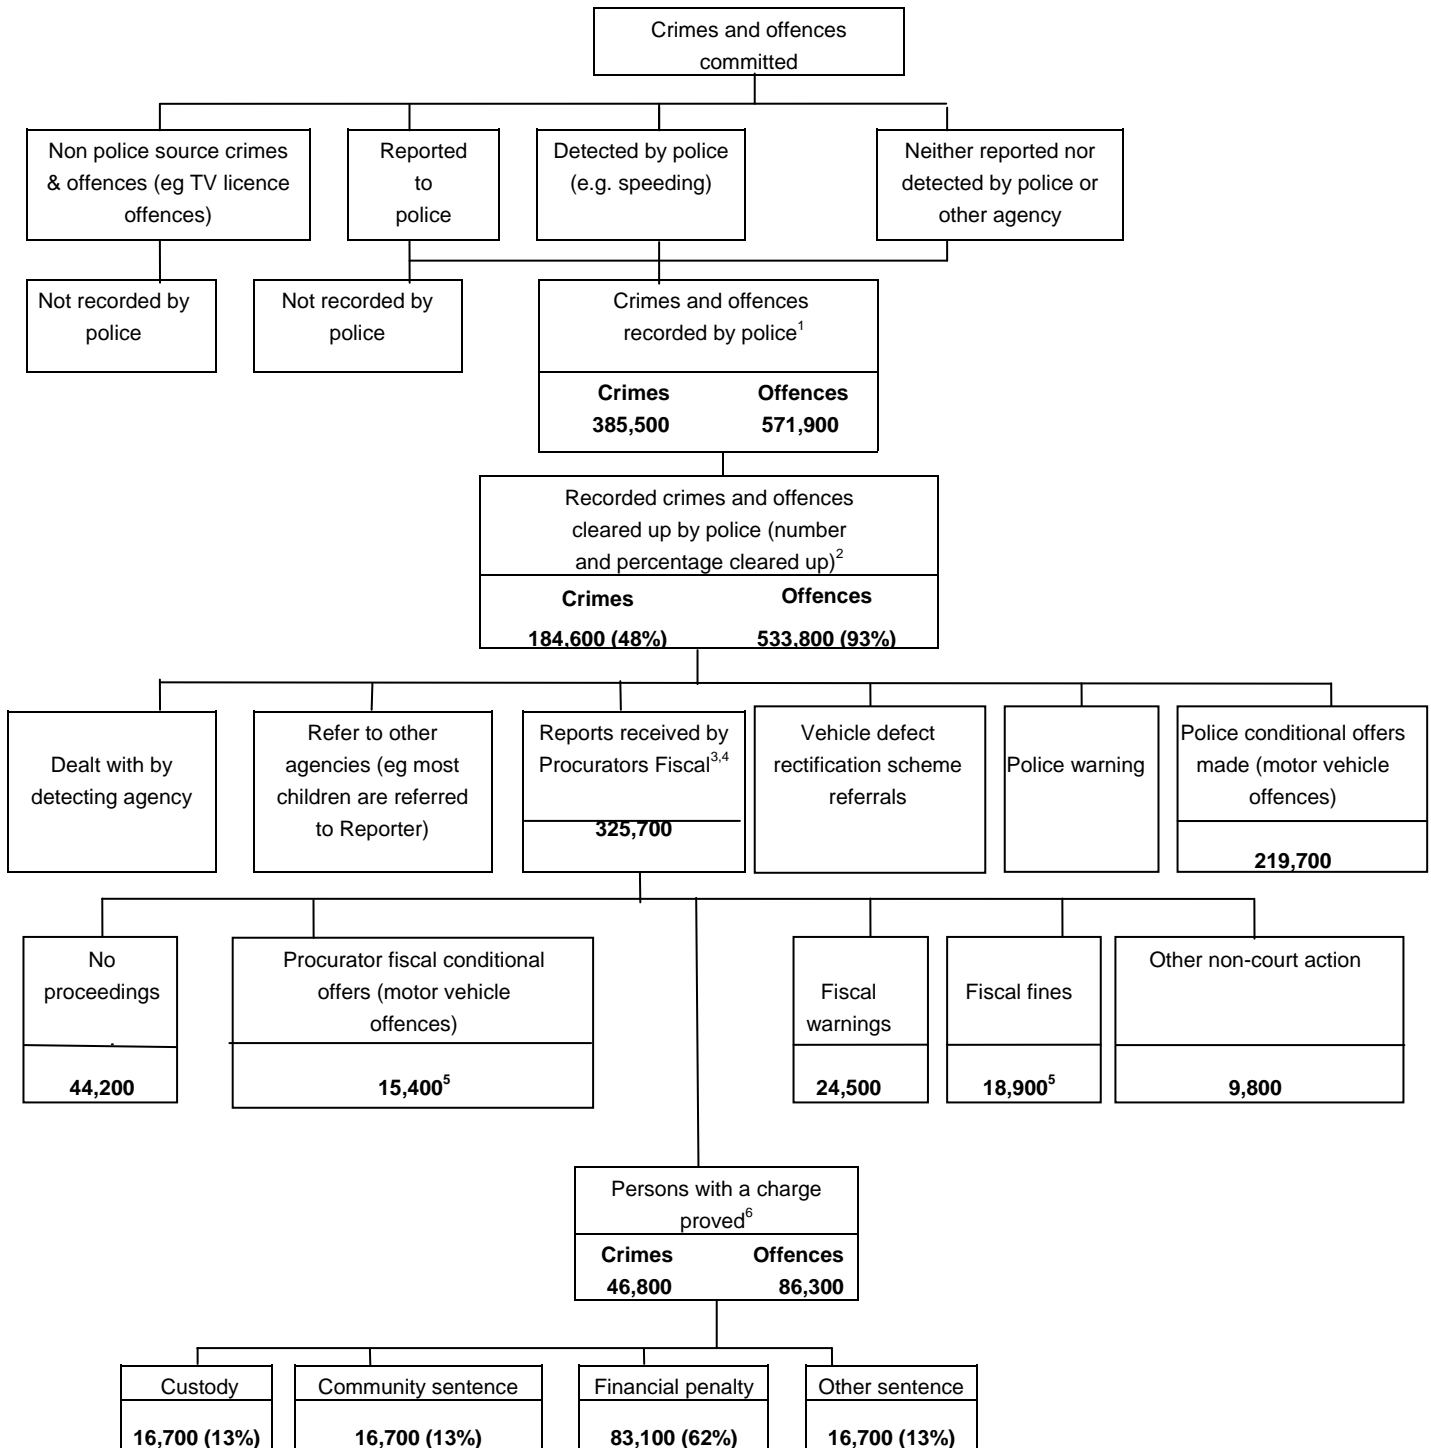 Crimes and offences
committed
Non police source crimes
& offences (eg TV licence
offences)
Reported
to
police
Detected by police
(e.g. speeding)
Neither reported nor
detected by police or
other agency
Not recorded by
police
Not recorded by
police
Crimes and offences
recorded by police1
Crimes Offences
385,500 571,900
Recorded crimes and offences
cleared up by police (number
and percentage cleared up)2
Crimes Offences
184,600 (48%) 533,800 (93%)
Dealt with by
detecting agency
Refer to other
agencies (eg most
children are referred
to Reporter)
Reports received by
Procurators Fiscal3,4
325,700
Vehicle defect
rectification scheme
referrals
Police warning
Police conditional offers
made (motor vehicle
offences)
219,700
No
proceedings
.
44,200
Procurator fiscal conditional
offers (motor vehicle
offences)
15,4005
Fiscal
warnings
24,500
Fiscal fines
18,9005
Other non-court action
9,800
Persons with a charge
proved6
Crimes Offences
46,800 86,300
Custody
16,700 (13%)
Community sentence
16,700 (13%)
Financial penalty
83,100 (62%)
Other sentence
16,700 (13%)